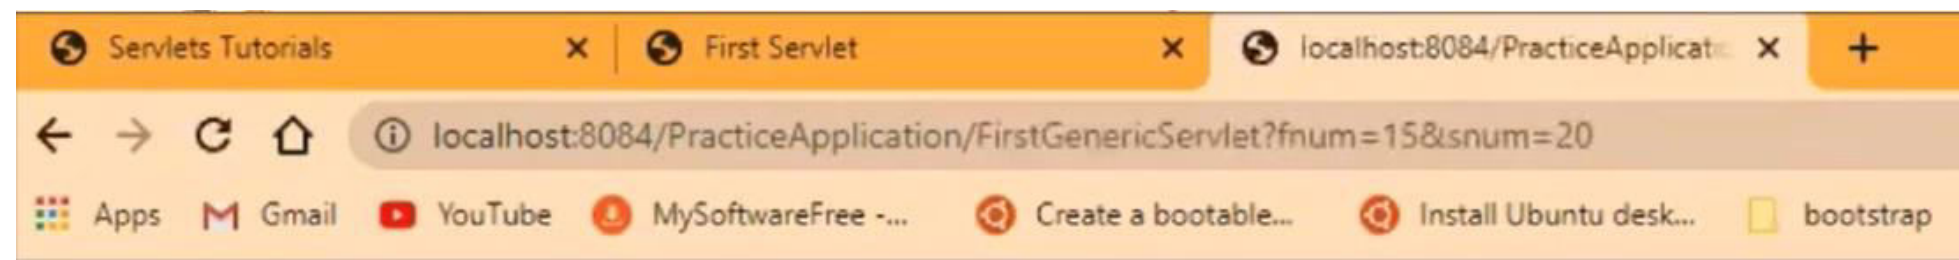 Servlets Tutorials First Servlet localhost:8084/PracticeApplicati
localhost:8084/PracticeApplication/FirstGenericServlet?fnum=15&snum=20
Apps Gmail YouTube MySoftwareFree -... Create a bootable... Install Ubuntu desk... bootstrap